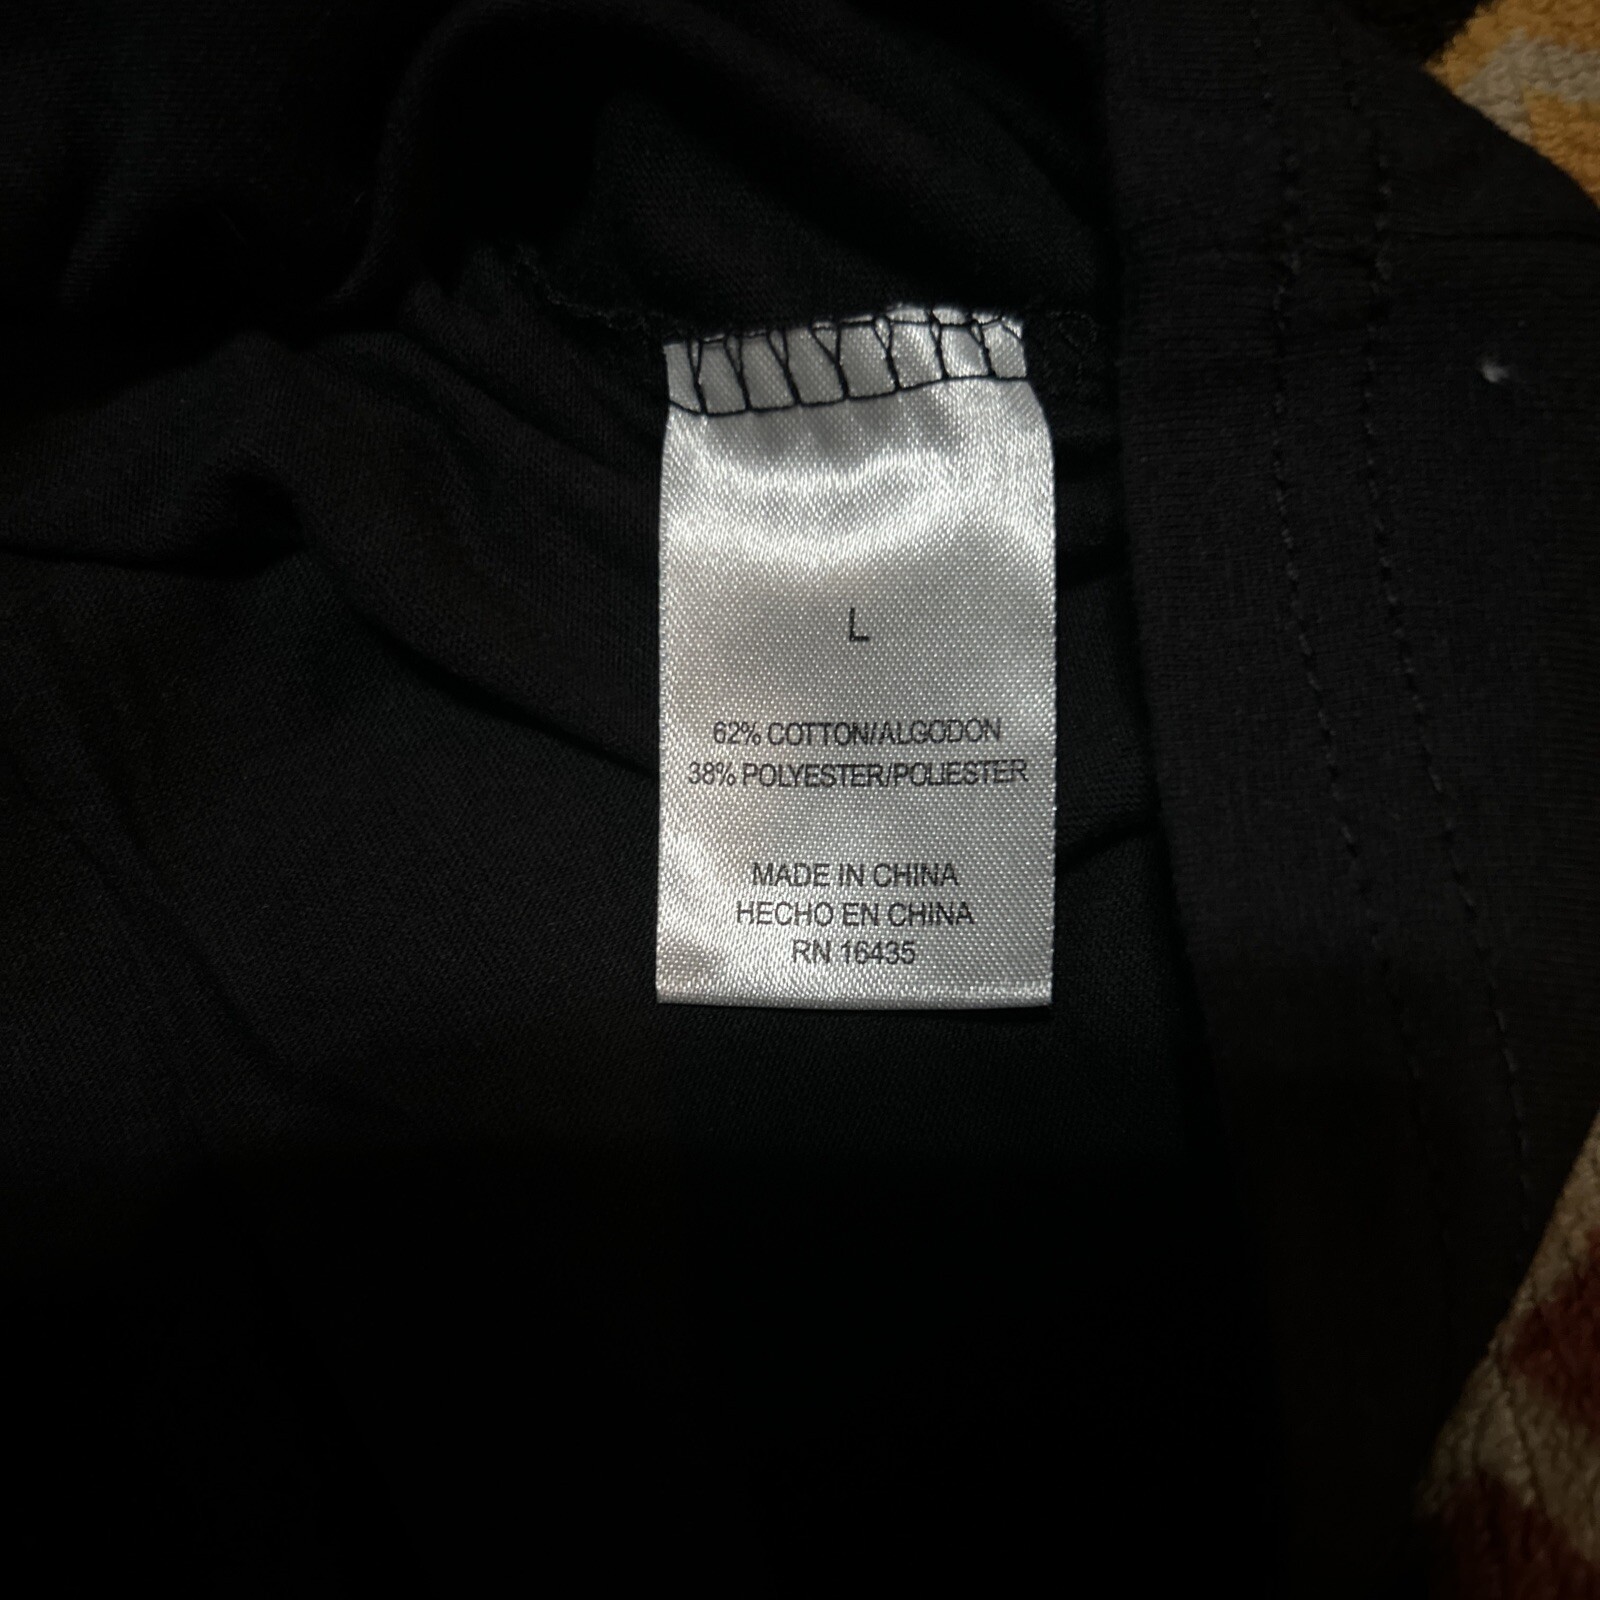 L
62% COTTON/ALGODON
38% POLYESTER/POLIESTER
MADE IN CHINA
HECHO EN CHINA
RN 16435